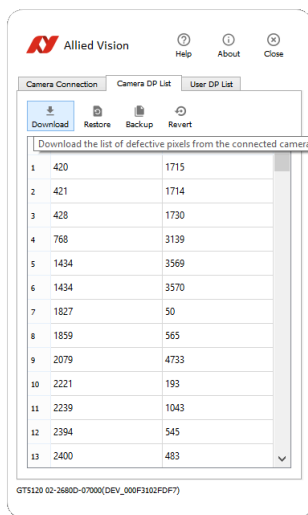 Allied Vision
Help About Close
Camera Connection Camera DP List User DP List
Download Restore Backup Revert
Download the list of defective pixels from the connected camera
1 420 1715
2 421 1714
3 428 1730
4 768 3139
5 1434 3569
6 1434 3570
7 1827 50
8 1859 565
9 2079 4733
10 2221 193
11 2239 1043
12 2394 545
13 2400 483
GT5120 02-2680D-07000(DEV_000F3102FDF7)